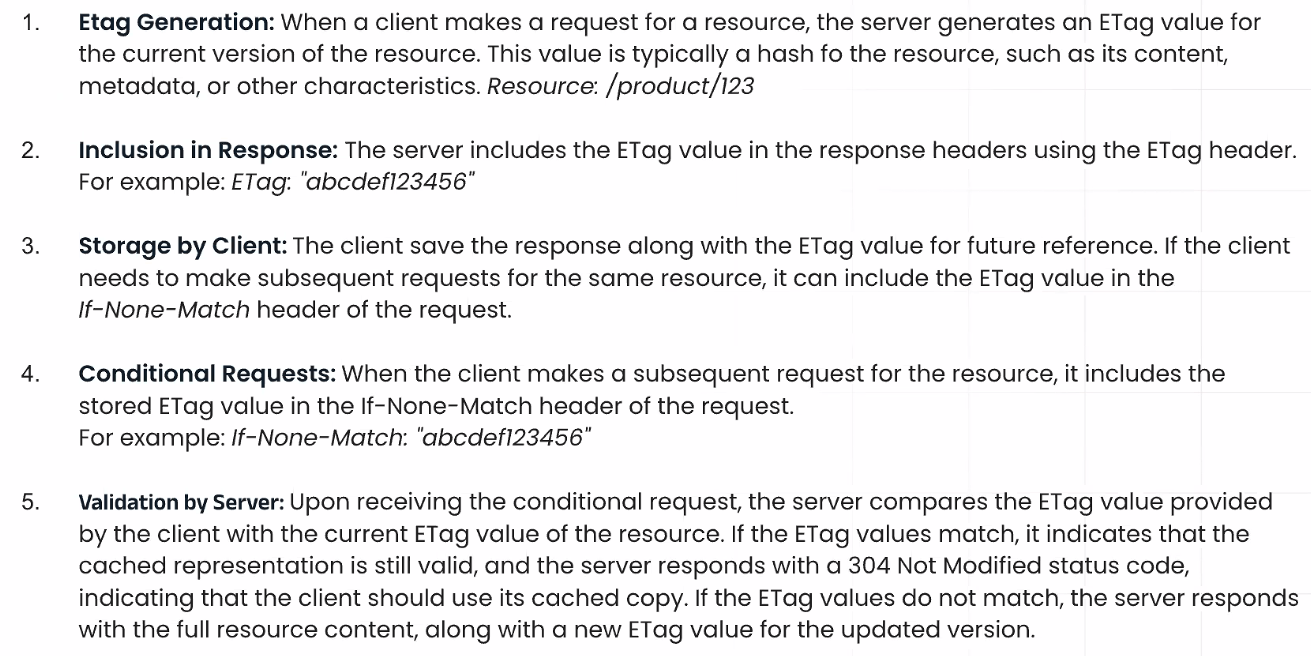 1. Etag Generation: When a client makes a request for a resource, the server generates an ETag value for
the current version of the resource. This value is typically a hash fo the resource, such as its content,
metadata, or other characteristics. Resource: /product/123
2. Inclusion in Response: The server includes the ETag value in the response headers using the ETag header.
For example: ETag: "abcdef123456"
3. Storage by Client: The client save the response along with the ETag value for future reference. If the client
needs to make subsequent requests for the same resource, it can include the ETag value in the
If-None-Match header of the request.
4. Conditional Requests: When the client makes a subsequent request for the resource, it includes the
stored ETag value in the If-None-Match header of the request.
For example: If-None-Match: "abcdef123456"
5. Validation by Server: Upon receiving the conditional request, the server compares the ETag value provided
by the client with the current ETag value of the resource. If the ETag values match, it indicates that the
cached representation is still valid, and the server responds with a 304 Not Modified status code,
indicating that the client should use its cached copy. If the ETag values do not match, the server responds
with the full resource content, along with a new ETag value for the updated version.